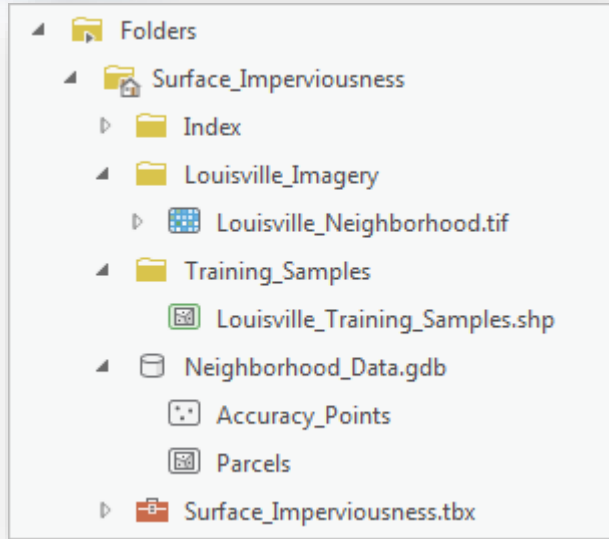 Folders
Surface_Imperviousness
Index
Louisville_Imagery
Louisville_Neighborhood.tif
Training_Samples
Louisville_Training_Samples.shp
Neighborhood_Data.gdb
Accuracy_Points
Parcels
Surface_Imperviousness.tbx